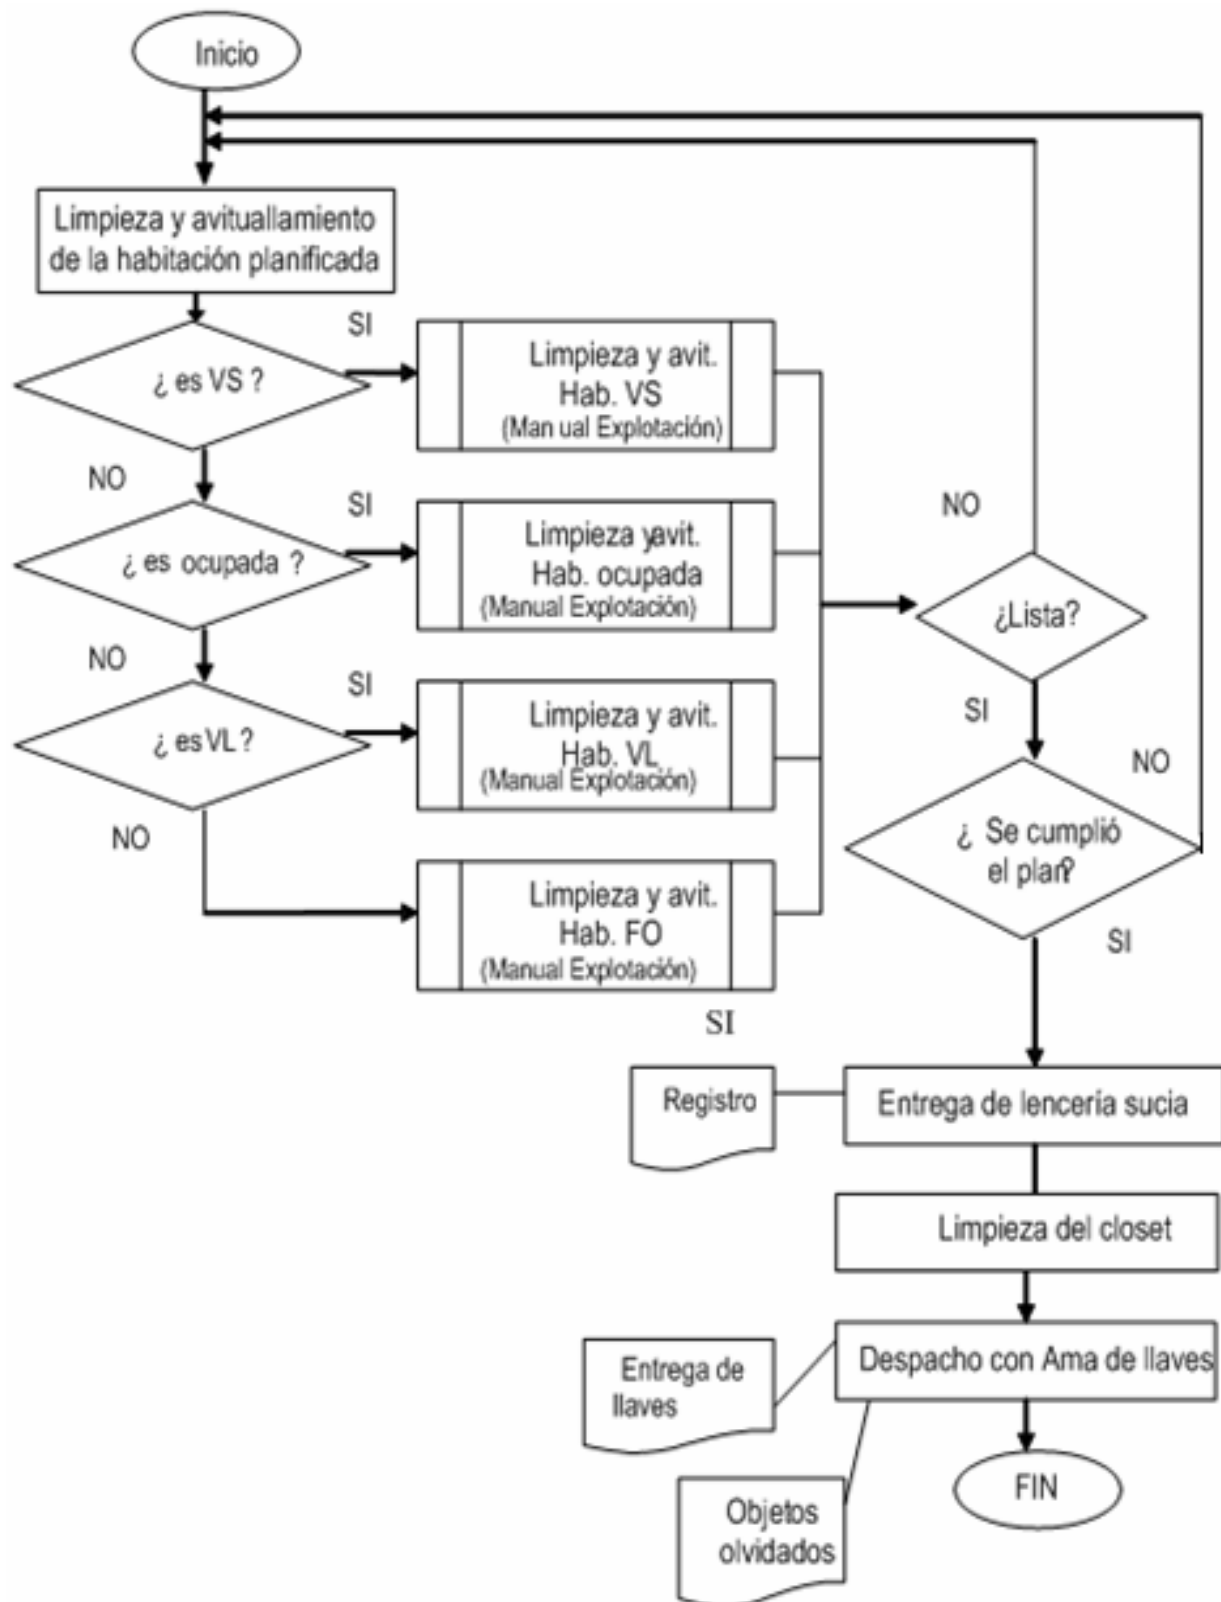 Inicio
Limpieza y avituallamiento
de la habitación planificada
SI
¿ es VS ?
Limpieza y avit.
Hab. VS
(Man ual Explotación)
NO
SI
¿ es ocupada ?
Limpieza yavit.
Hab. ocupada
(Manual Explotación)
NO
¿Lista?
NO
SI
¿ es VL ?
Limpieza y avit.
Hab. VL
(Manual Explotación)
SI
NO
¿ Se cumplió
el plan?
NO
Limpieza y avit.
Hab. FO
(Manual Explotación)
SI
SI
Registro
Entrega de lencería sucia
Limpieza del closet
Despacho con Ama de llaves
Entrega de
llaves
FIN
Objetos
olvidados